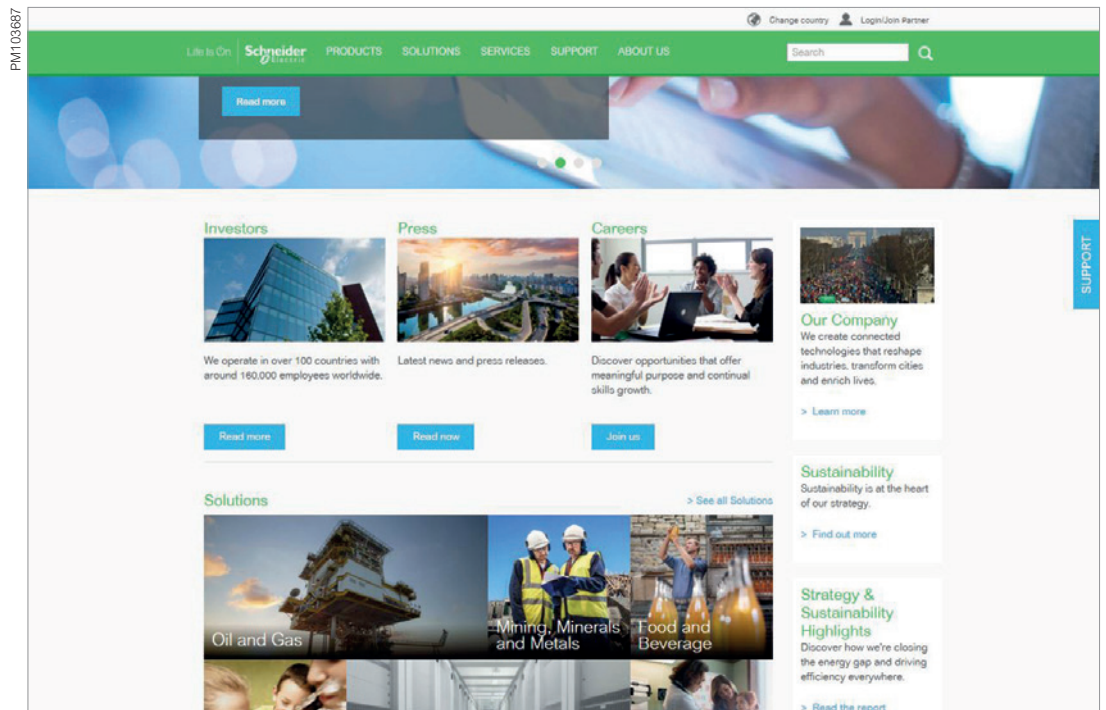 PM103687
Change country
Login/Join Partner
Life Is On
Schneider
Electric
PRODUCTS
SOLUTIONS
SERVICES
SUPPORT
ABOUT US
Search
Read more
Investors
We operate in over 100 countries with
around 160,000 employees worldwide.
Read more
Press
Latest news and press releases.
Read now
Careers
Discover opportunities that offer
meaningful purpose and continual
skills growth.
Join us
Our Company
We create connected
technologies that reshape
industries, transform cities
and enrich lives.
> Learn more
SUPPORT
Solutions
> See all Solutions
Oil and Gas
Mining, Minerals
and Metals
Food and
Beverage
Sustainability
Sustainability is at the heart
of our strategy.
> Find out more
Strategy &
Sustainability
Highlights
Discover how we're closing
the energy gap and driving
efficiency everywhere.
> Read the report